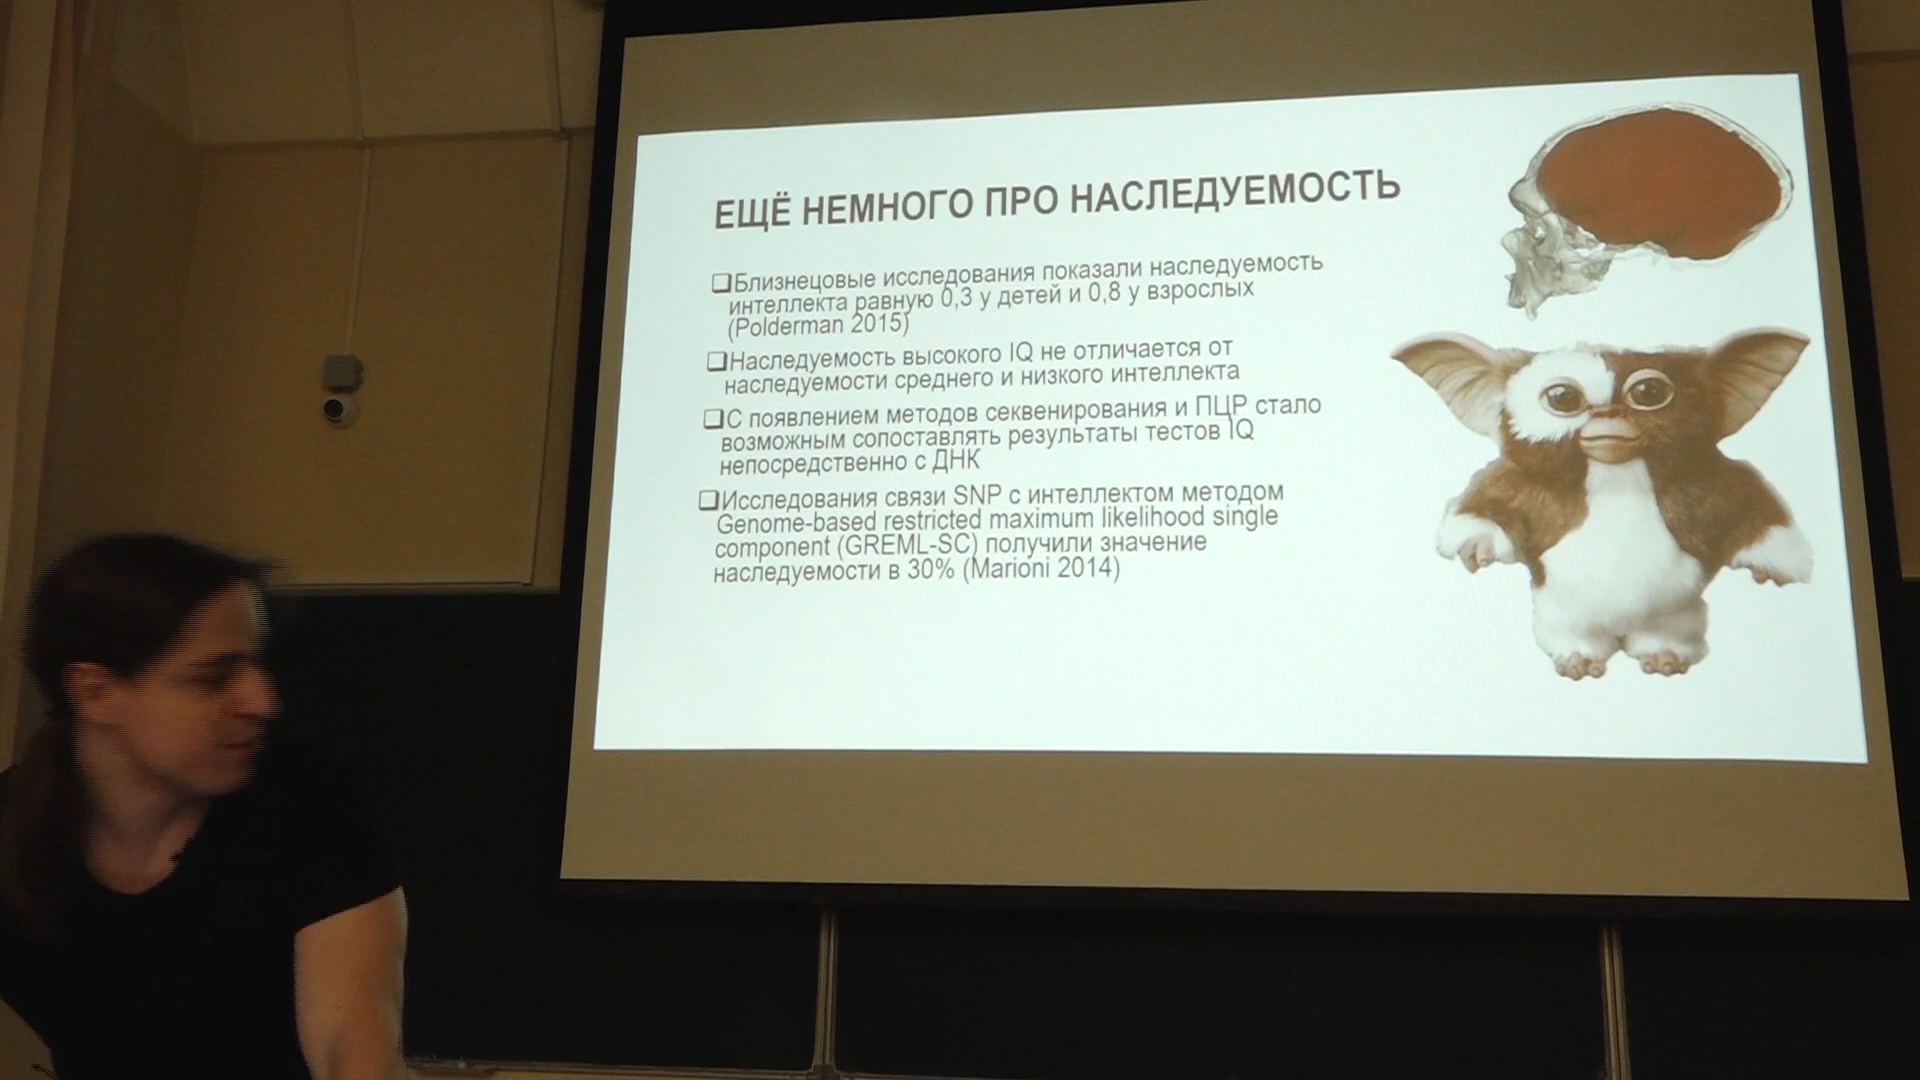 ЕЩЁ НЕМНОГО ПРО НАСЛЕДУЕМОСТЬ
❑Близнецовые исследования показали наследуемость
интеллекта равную 0,3 у детей и 0,8 у взрослых
(Polderman 2015)
❑Наследуемость высокого IQ не отличается от
наследуемости среднего и низкого интеллекта
❑С появлением методов секвенирования и ПЦР стало
возможным сопоставлять результаты тестов IQ
непосредственно с ДНК
❑Исследования связи SNP с интеллектом методом
Genome-based restricted maximum likelihood single
component (GREML-SC) получили значение
наследуемости в 30% (Marioni 2014)